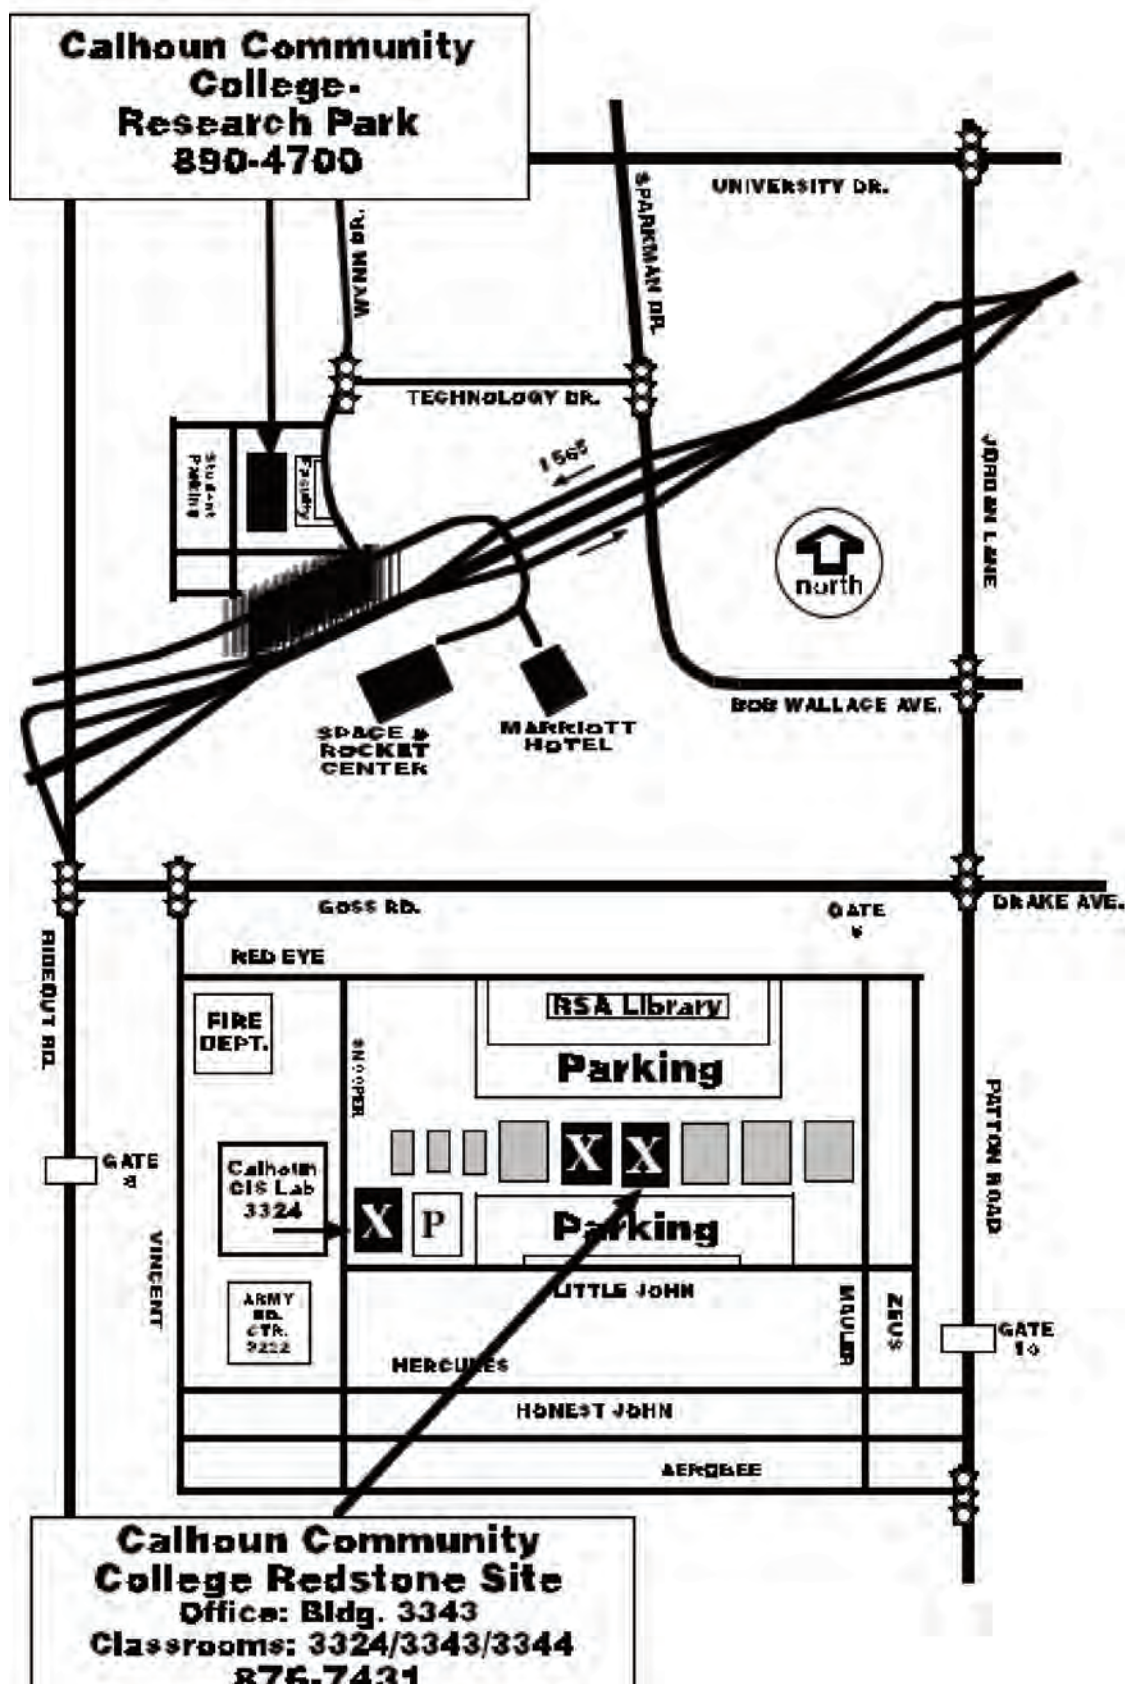 Calhoun Community
College-
Research Park
890-4700
UNIVERSITY DR.
SPARKMAN DR.
WYNN DR.
TECHNOLOGY DR.
I 565
Student
Parking
Faculty
JORDAN LANE
north
BOB WALLACE AVE.
SPACE &
ROCKET
CENTER
MARRIOTT
HOTEL
GOSS RD.
GATE
DRAKE AVE.
RIDEOUT RD.
RED EYE
FIRE
DEPT.
RSA Library
Parking
SNOOPER
PATTON ROAD
GATE
8
Calhoun
CIS Lab
3324
X
X
X
P
Parking
VINCENT
ARMY
ED.
CTR.
3222
LITTLE JOHN
MAULER
ZEUS
GATE
10
HERCULES
HONEST JOHN
AEROBEE
Calhoun Community
College Redstone Site
Office: Bldg. 3343
Classrooms: 3324/3343/3344
876-7431